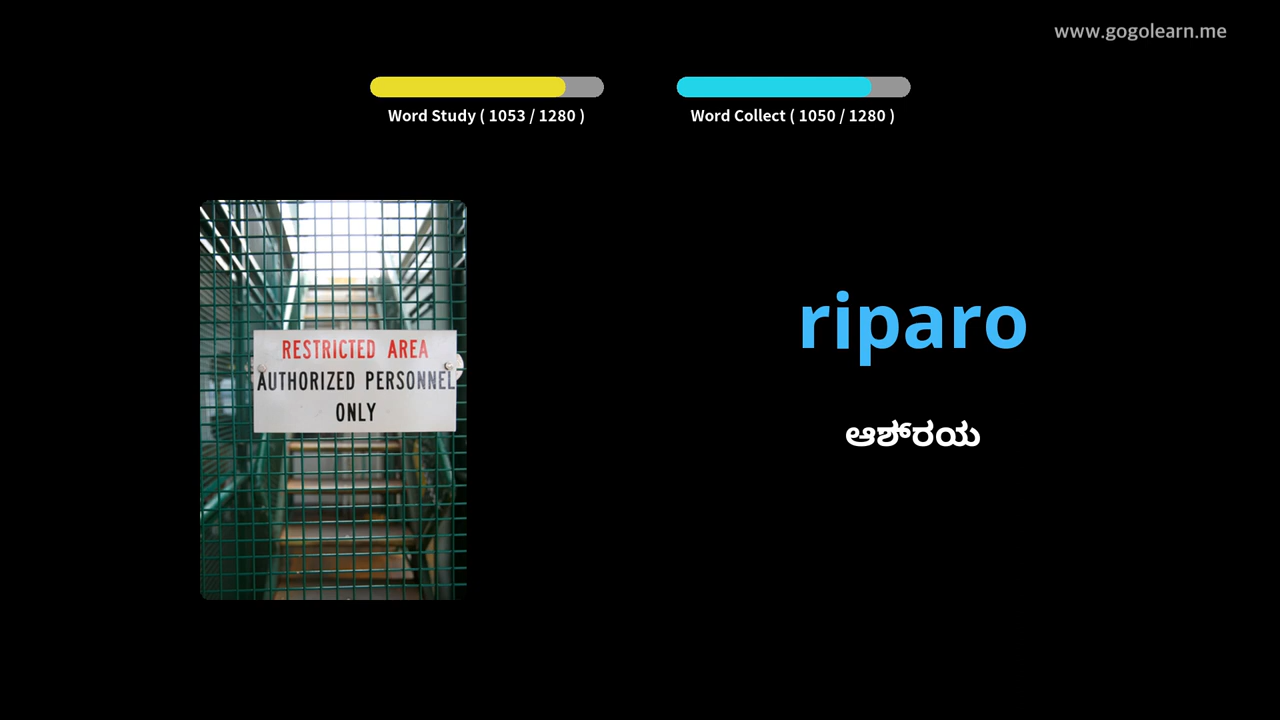 www.gogolearn.me
Word Study ( 1053 / 1280 )
Word Collect ( 1050 / 1280 )
RESTRICTED AREA
AUTHORIZED PERSONNEL
ONLY
riparo
ಆಶ್ರಯ